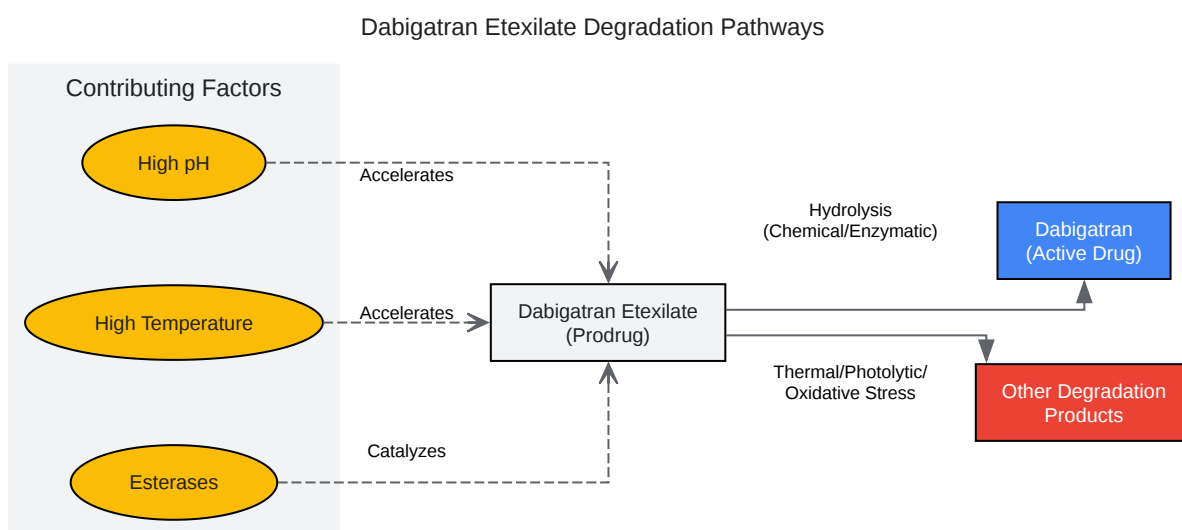 Dabigatran Etexilate Degradation Pathways
Contributing Factors
High pH
Accelerates
High Temperature
Accelerates
Esterases
Catalyzes
Dabigatran Etexilate
(Prodrug)
Hydrolysis
(Chemical/Enzymatic)
Dabigatran
(Active Drug)
Thermal/Photolytic/
Oxidative Stress
Other Degradation
Products